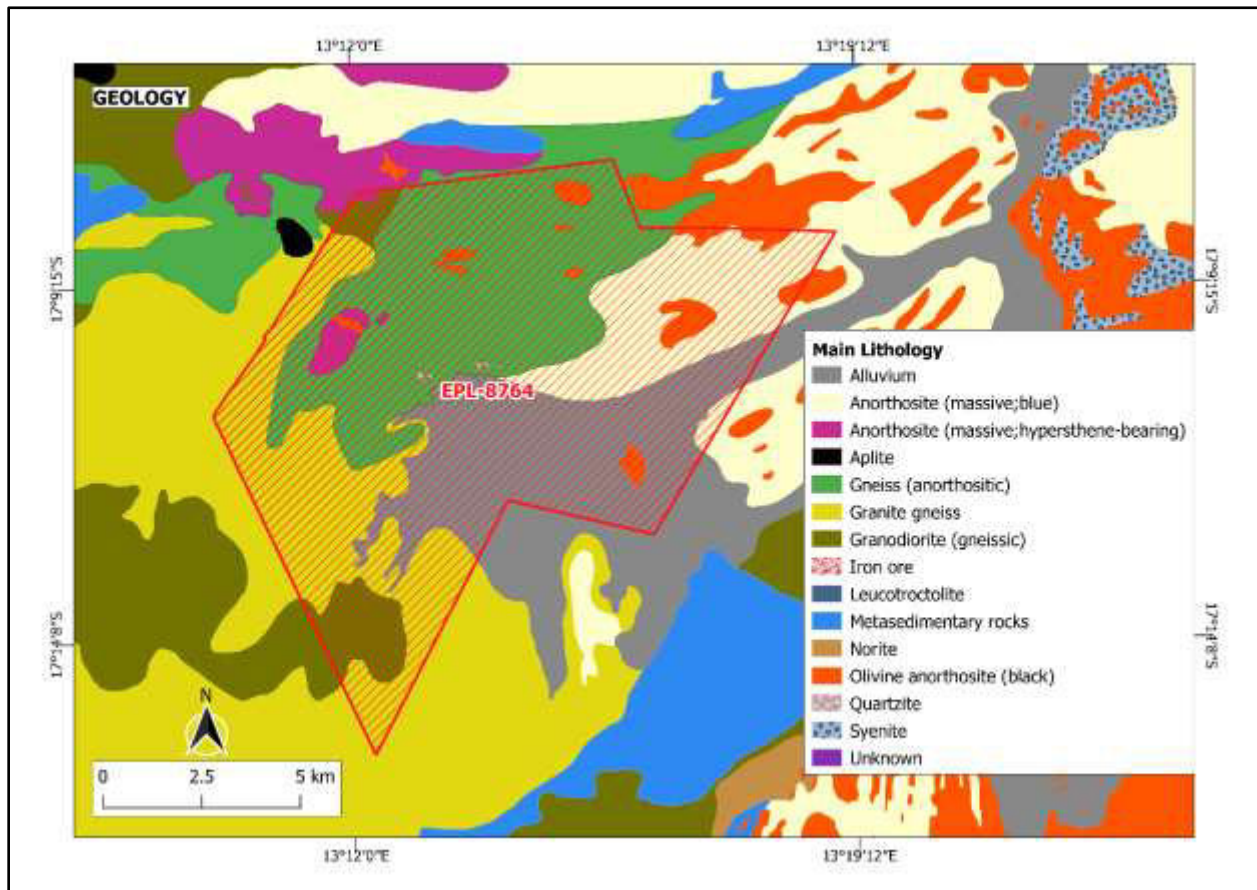 13°12'0"E
13°19'12"E
GEOLOGY
17°9'15"S
17°9'15"S
EPL-8764
Main Lithology
Alluvium
Anorthosite (massive;blue)
Anorthosite (massive;hypersthene-bearing)
Aplite
Gneiss (anorthositic)
Granite gneiss
Granodiorite (gneissic)
Iron ore
Leucotroctolite
Metasedimentary rocks
Norite
Olivine anorthosite (black)
Quartzite
Syenite
Unknown
17°14'8"S
17°14'8"S
N
0 2.5 5 km
13°12'0"E
13°19'12"E